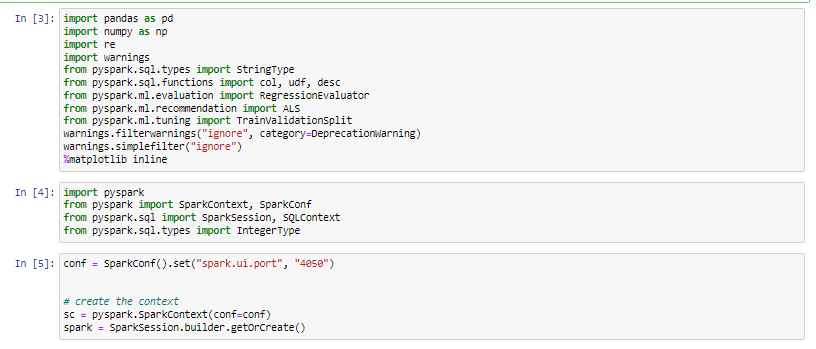 In [3]: import pandas as pd
import numpy as np
import re
import warnings
from pyspark.sql.types import StringType
from pyspark.sql.functions import col, udf, desc
from pyspark.ml.evaluation import RegressionEvaluator
from pyspark.ml.recommendation import ALS
from pyspark.ml.tuning import TrainValidationSplit
warnings.filterwarnings("ignore", category=DeprecationWarning)
warnings.simplefilter("ignore")
%matplotlib inline
In [4]: import pyspark
from pyspark import SparkContext, SparkConf
from pyspark.sql import SparkSession, SQLContext
from pyspark.sql.types import IntegerType
In [5]: conf = SparkConf().set("spark.ui.port", "4050")
# create the context
sc = pyspark.SparkContext(conf=conf)
spark = SparkSession.builder.getOrCreate()